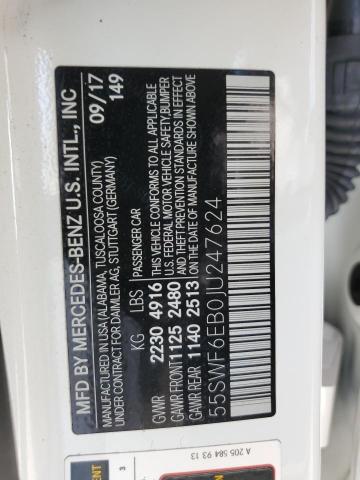 MFD BY MERCEDES-BENZ U.S. INTL., INC
MANUFACTURED IN USA (ALABAMA, TUSCALOOSA COUNTY)
CONSTRUCTED FOR DAIMLER AG, STUTTGART (GERMANY)
09/17
149
PASSENGER CAR
KG LBS
GVWR 2230 4916
GAWR FRONT 1125 2480
GAWR REAR 1140 2513
THIS VEHICLE CONFORMS TO ALL APPLICABLE
U.S. FEDERAL MOTOR VEHICLE SAFETY,BUMPER
AND THEFT PREVENTION STANDARDS IN EFFECT
ON THE DATE OF MANUFACTURE SHOWN ABOVE
55SWF6EB0JU247624
A 205 584 93 13
3